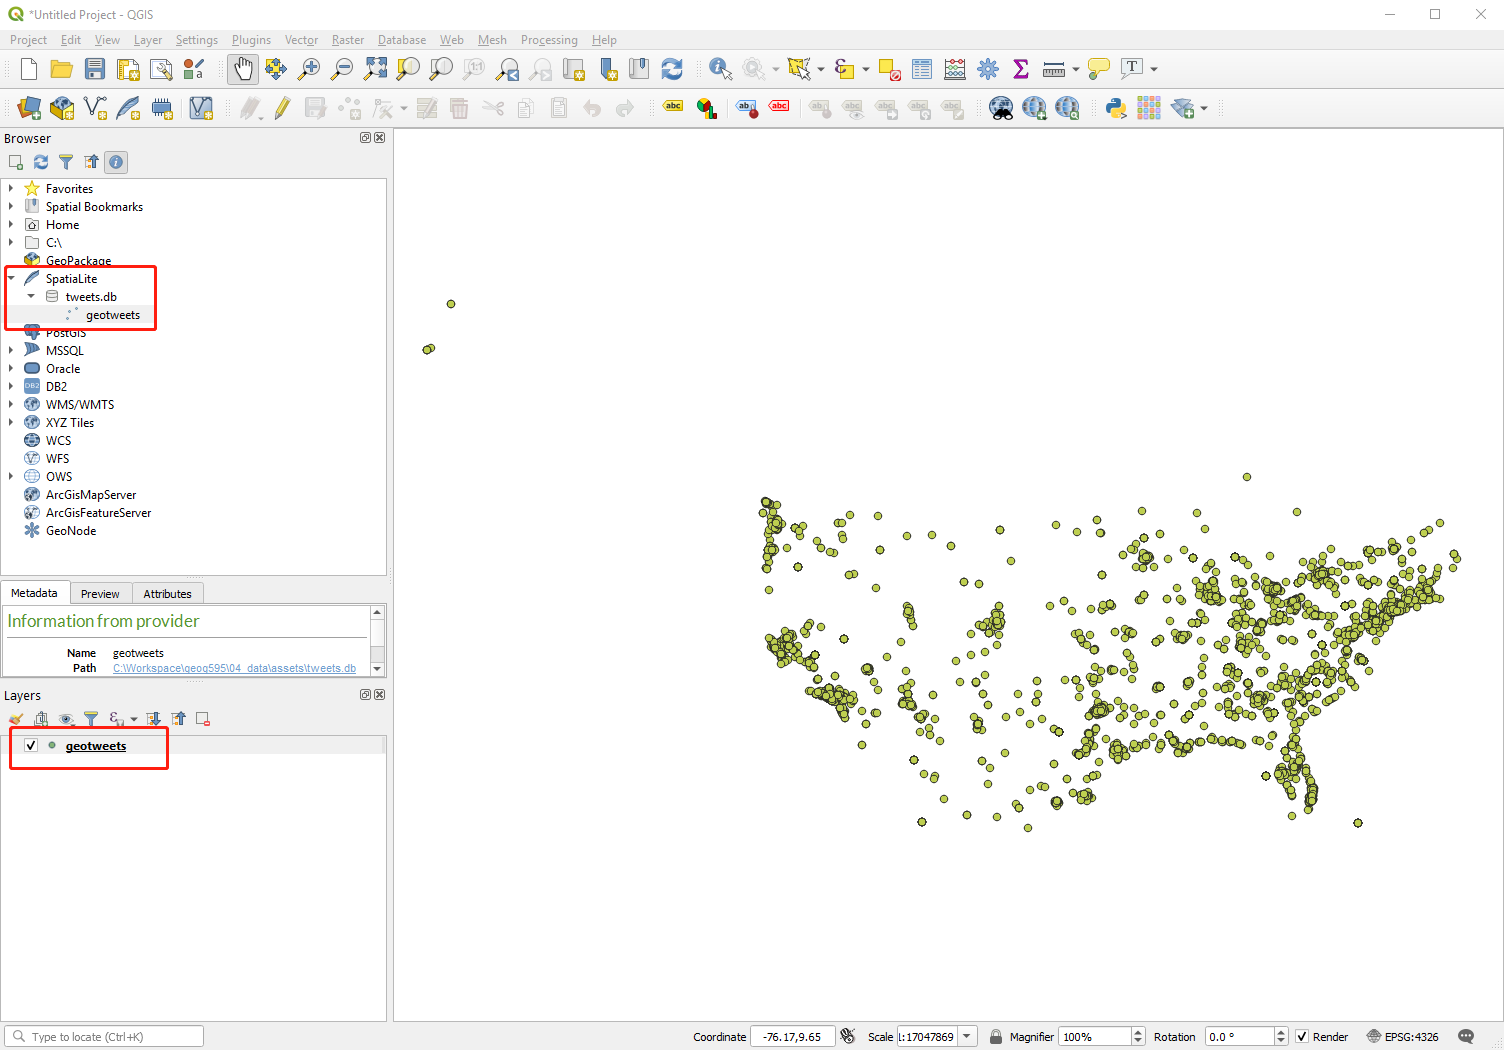 *Untitled Project - QGIS
Project Edit View Layer Settings Plugins Vector Raster Database Web Mesh Processing Help
Browser
Favorites
Spatial Bookmarks
Home
C:\
GeoPackage
SpatiaLite
tweets.db
geotweets
PostGIS
MSSQL
Oracle
DB2
WMS/WMTS
XYZ Tiles
WCS
WFS
OWS
ArcGisMapServer
ArcGisFeatureServer
GeoNode
Metadata Preview Attributes
Information from provider
Name geotweets
Path C:\Workspace\geog595\04_data\assets\tweets.db
Layers
geotweets
Type to locate (Ctrl+K) Coordinate -76.17,9.65 Scale 1:17047869 Magnifier 100% Rotation 0.0 ° Render EPSG:4326